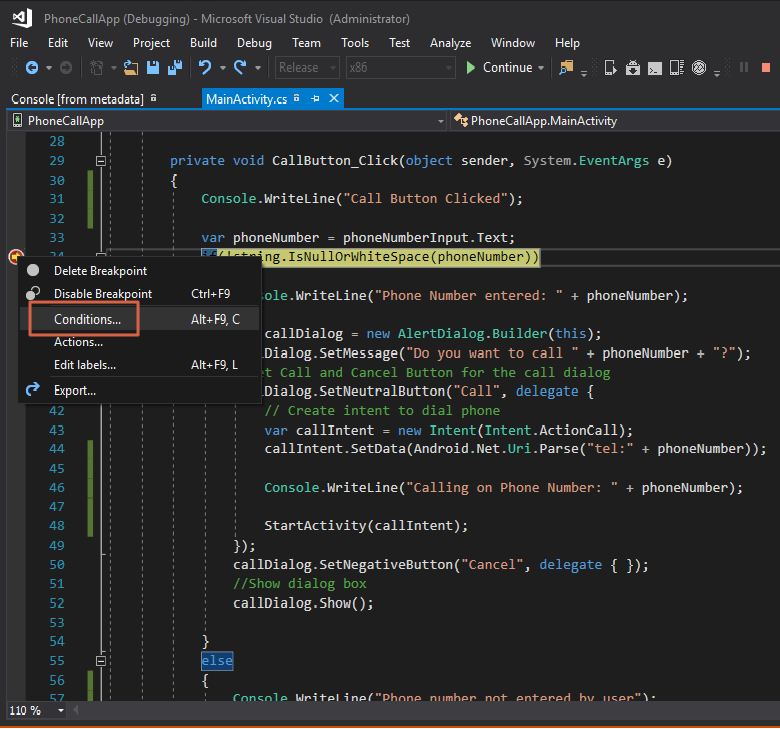 PhoneCallApp (Debugging) - Microsoft Visual Studio (Administrator)
File Edit View Project Build Debug Team Tools Test Analyze Window Help
Release x86 Continue
Console [from metadata] MainActivity.cs
PhoneCallApp PhoneCallApp.MainActivity
28
29 private void CallButton_Click(object sender, System.EventArgs e)
30 {
31 Console.WriteLine("Call Button Clicked");
32
33 var phoneNumber = phoneNumberInput.Text;
34 if(!string.IsNullOrWhiteSpace(phoneNumber))
Delete Breakpoint
Disable Breakpoint Ctrl+F9 ole.WriteLine("Phone Number entered: " + phoneNumber);
Conditions... Alt+F9, C
callDialog = new AlertDialog.Builder(this);
Actions... lDialog.SetMessage("Do you want to call " + phoneNumber + "?");
Edit labels... Alt+F9, L et Call and Cancel Button for the call dialog
Export... lDialog.SetNeutralButton("Call", delegate {
42 // Create intent to dial phone
43 var callIntent = new Intent(Intent.ActionCall);
44 callIntent.SetData(Android.Net.Uri.Parse("tel:" + phoneNumber));
45
46 Console.WriteLine("Calling on Phone Number: " + phoneNumber);
47
48 StartActivity(callIntent);
49 });
50 callDialog.SetNegativeButton("Cancel", delegate { });
51 //Show dialog box
52 callDialog.Show();
53
54 }
55 else
56 {
57 Console.WriteLine("Phone number not entered by user");
110 %